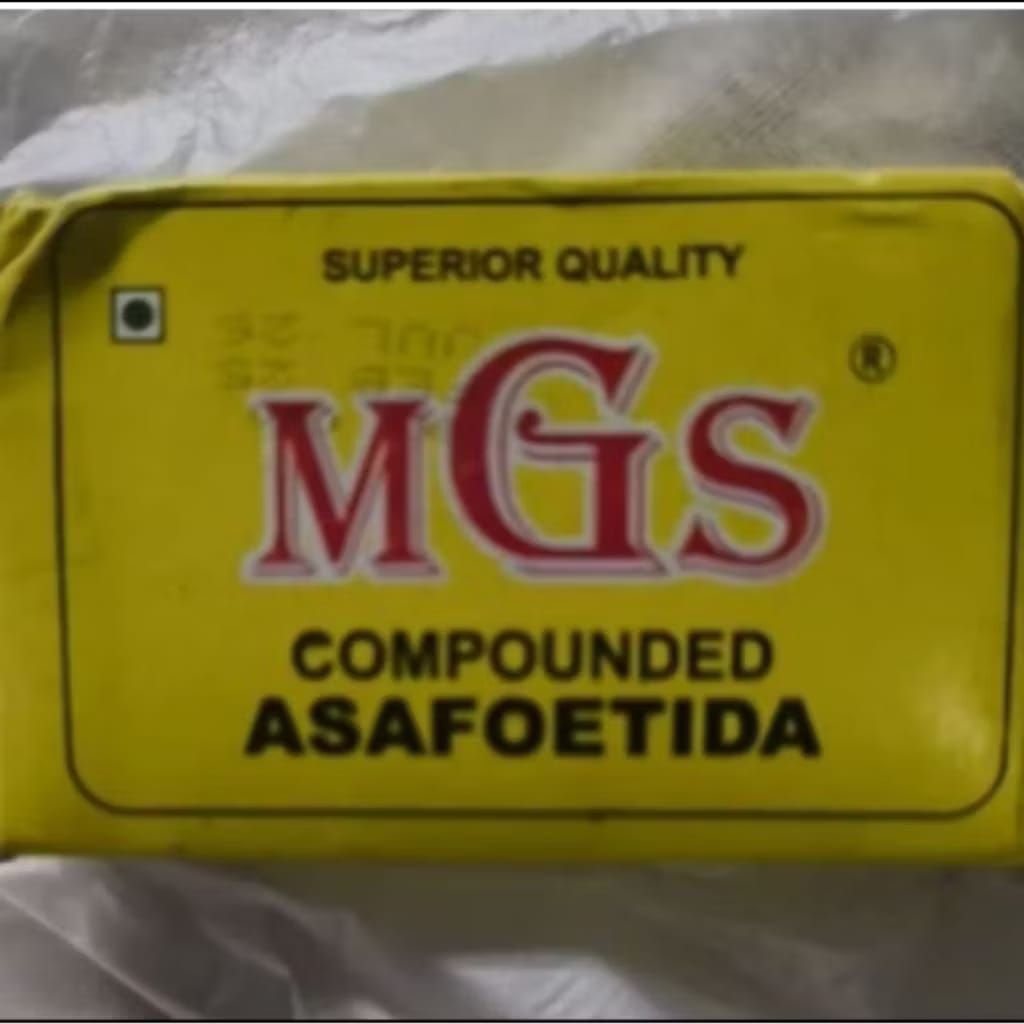 SUPERIOR QUALITY
®
MGS
COMPOUNDED
ASAFOETIDA